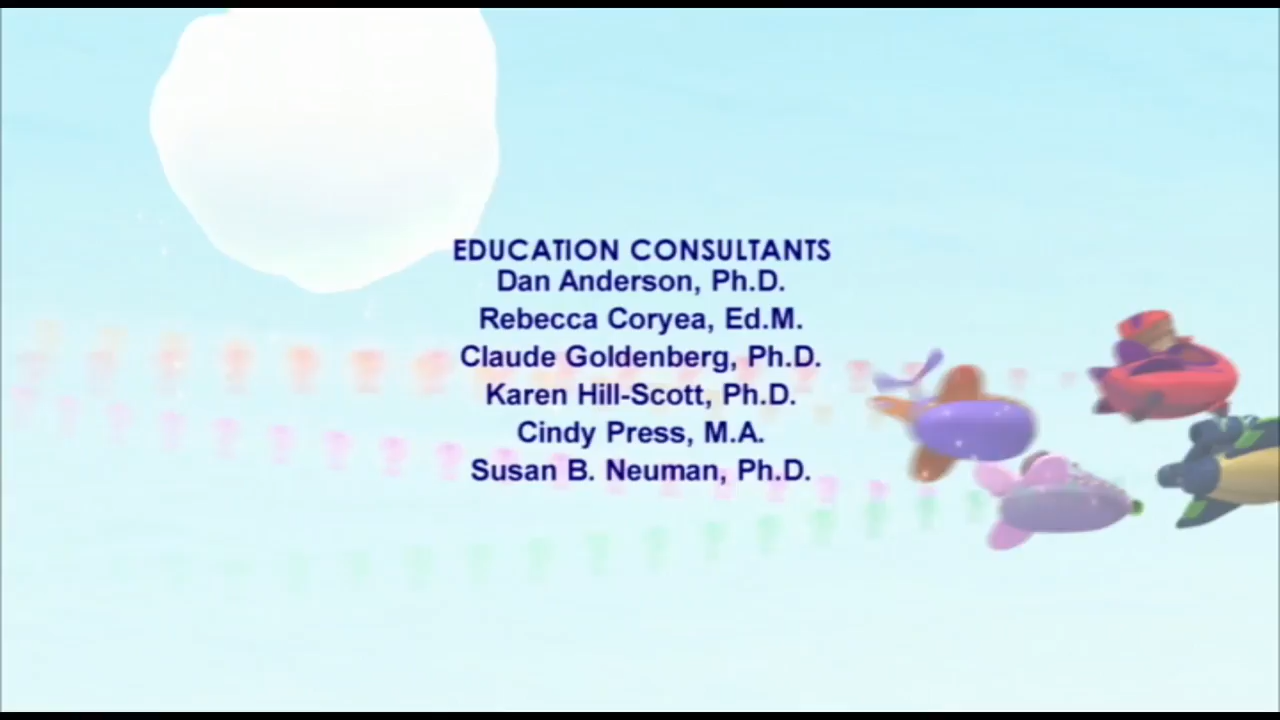 EDUCATION CONSULTANTS
Dan Anderson, Ph.D.
Rebecca Coryea, Ed.M.
Claude Goldenberg, Ph.D.
Karen Hill-Scott, Ph.D.
Cindy Press, M.A.
Susan B. Neuman, Ph.D.